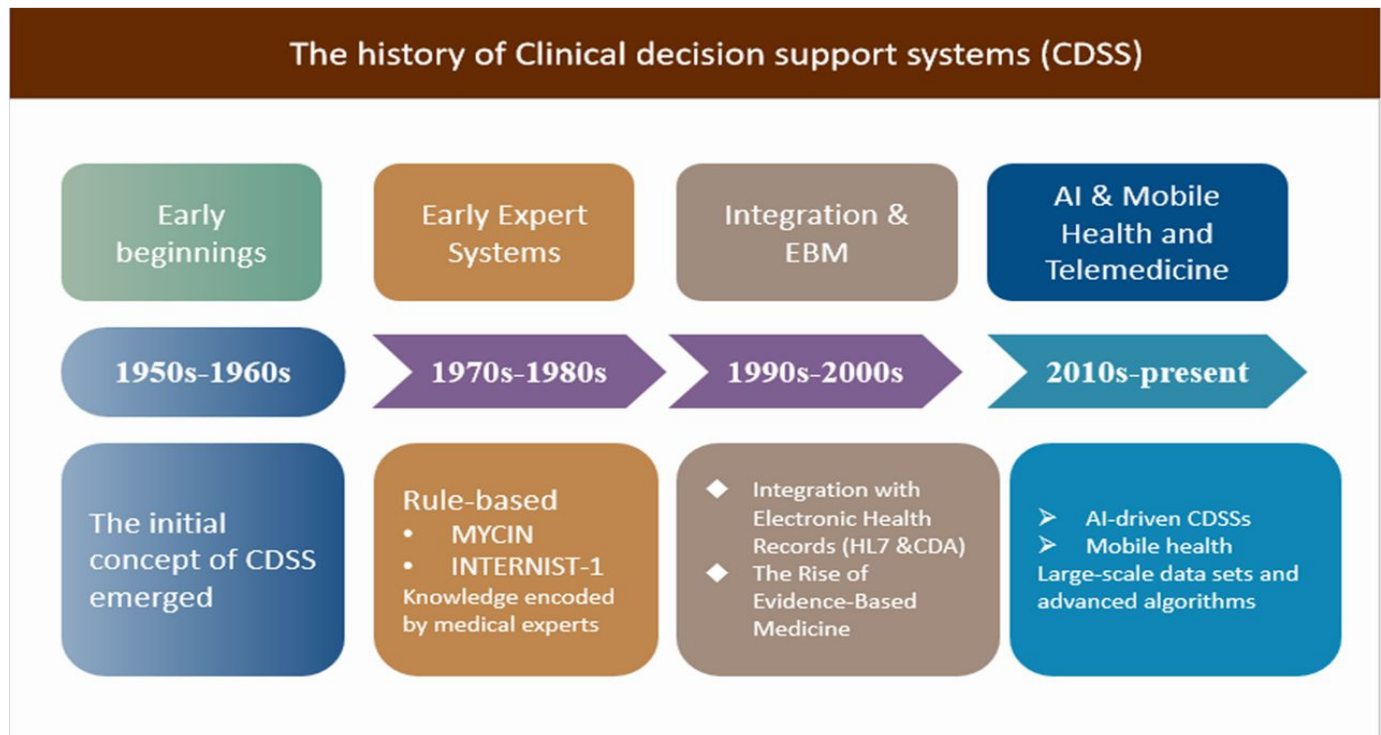 The history of Clinical decision support systems (CDSS)
Early
beginnings
Early Expert
Systems
Integration &
EBM
AI & Mobile
Health and
Telemedicine
1950s-1960s
1970s-1980s
1990s-2000s
2010s-present
The initial
concept of CDSS
emerged
Rule-based
• MYCIN
• INTERNIST-1
Knowledge encoded
by medical experts
◆ Integration with
Electronic Health
Records (HL7 &CDA)
◆ The Rise of
Evidence-Based
Medicine
➢ AI-driven CDSSs
➢ Mobile health
Large-scale data sets and
advanced algorithms